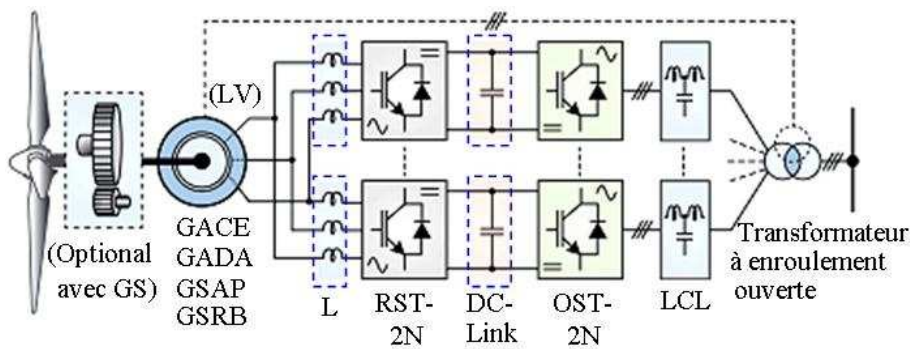 (LV)
(Optional
avec GS)
GACE
GADA
GSAP
GSRB
L
RST-
2N
DC-
Link
OST-
2N
LCL
Transformateur
à enroulement
ouverte